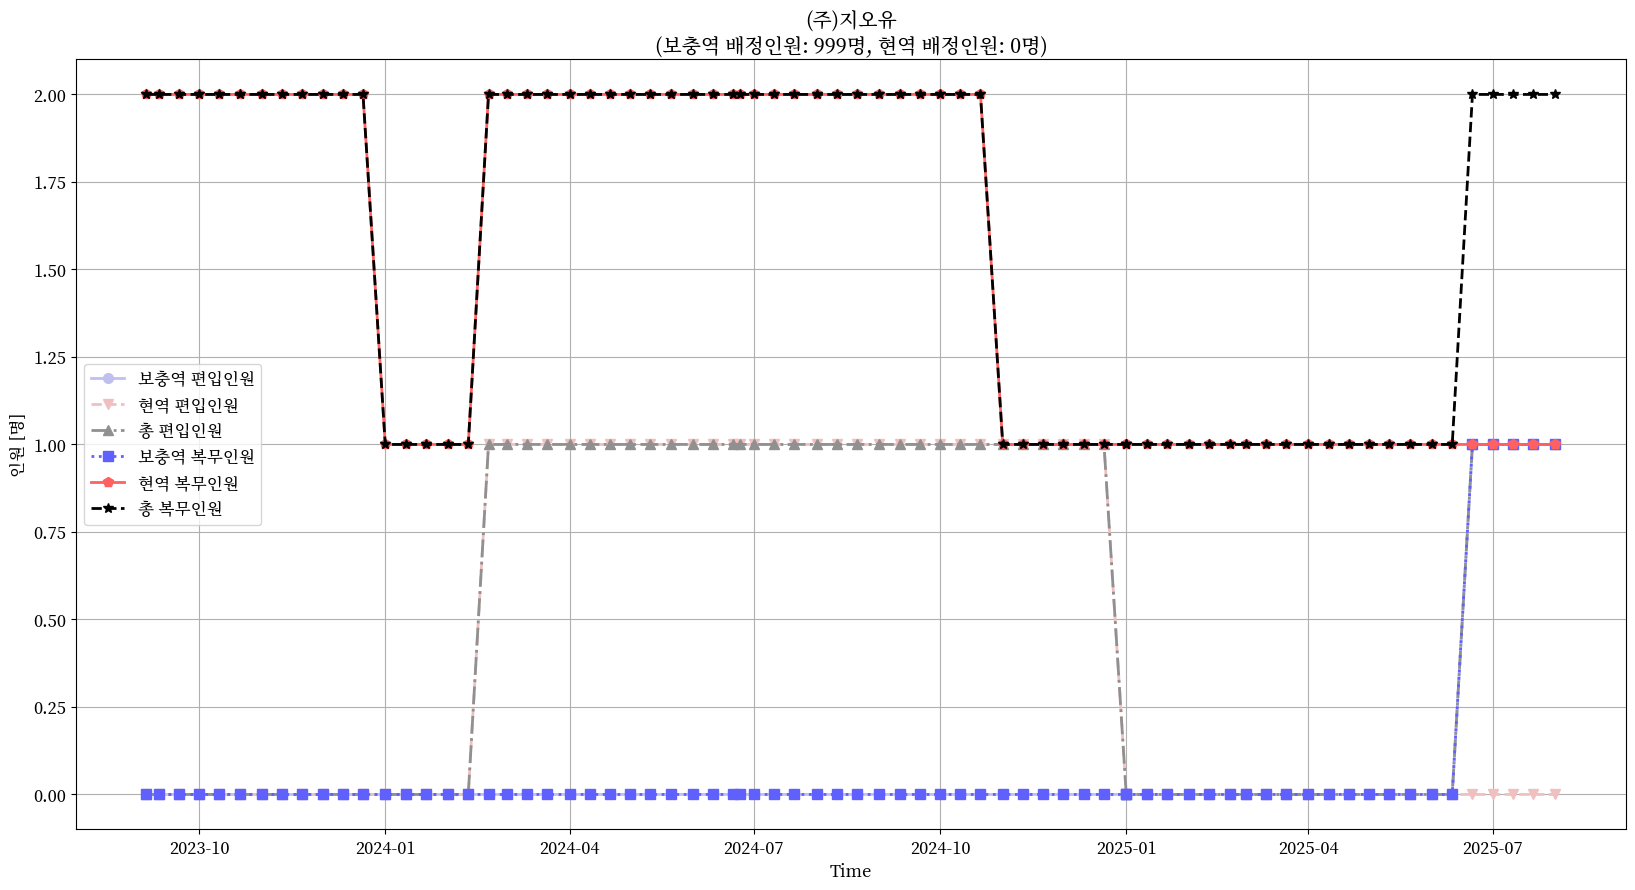 (주)지오유
(보충역 배정인원: 999명, 현역 배정인원: 0명)
2.00
1.75
1.50
1.25
1.00
0.75
0.50
0.25
0.00
인원 [명]
보충역 편입인원
현역 편입인원
총 편입인원
보충역 복무인원
현역 복무인원
총 복무인원
2023-10
2024-01
2024-04
2024-07
2024-10
2025-01
2025-04
2025-07
Time